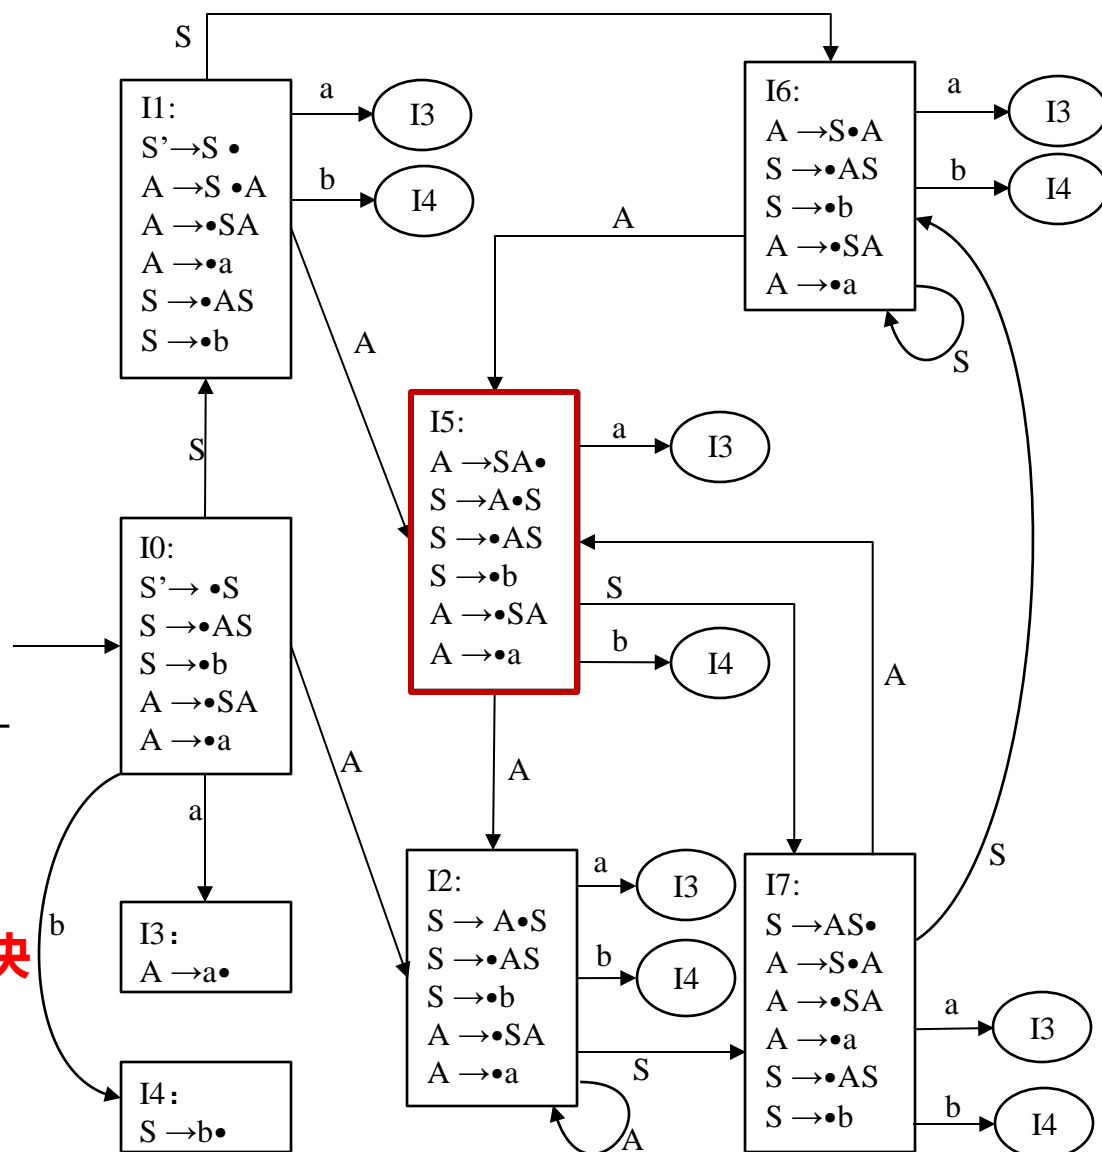 S
I1:
S’→S •
A →S •A
A →•SA
A →•a
S →•AS
S →•b
a
I3
b
I4
I6:
A →S•A
S →•AS
S →•b
A →•SA
A →•a
a
I3
b
I4
S
A
A
S
I5:
A →SA•
S →A•S
S →•AS
S →•b
A →•SA
A →•a
a
I3
S
b
I4
A
A
I0:
S’→ •S
S →•AS
S →•b
A →•SA
A →•a
A
a
b
I3：
A →a•
I4：
S →b•
I2:
S → A•S
S →•AS
S →•b
A →•SA
A →•a
a
I3
b
I4
S
A
I7:
S →AS•
A →S•A
A →•SA
A →•a
S →•AS
S →•b
S
a
I3
b
I4